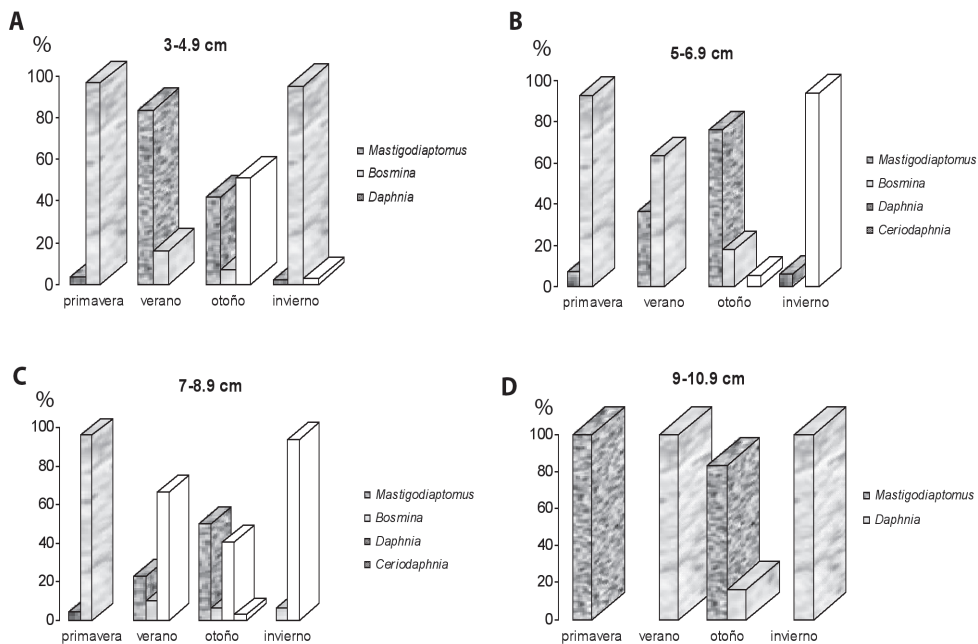 A
3-4.9 cm
%
100
80
60
40
20
0
primavera verano otoño invierno
Mastigodiaptomus
Bosmina
Daphnia
B
5-6.9 cm
%
100
80
60
40
20
0
primavera verano otoño invierno
Mastigodiaptomus
Bosmina
Daphnia
Ceriodaphnia
C
7-8.9 cm
%
100
80
60
40
20
0
primavera verano otoño invierno
Mastigodiaptomus
Bosmina
Daphnia
Ceriodaphnia
D
9-10.9 cm
%
100
80
60
40
20
0
primavera verano otoño invierno
Mastigodiaptomus
Daphnia